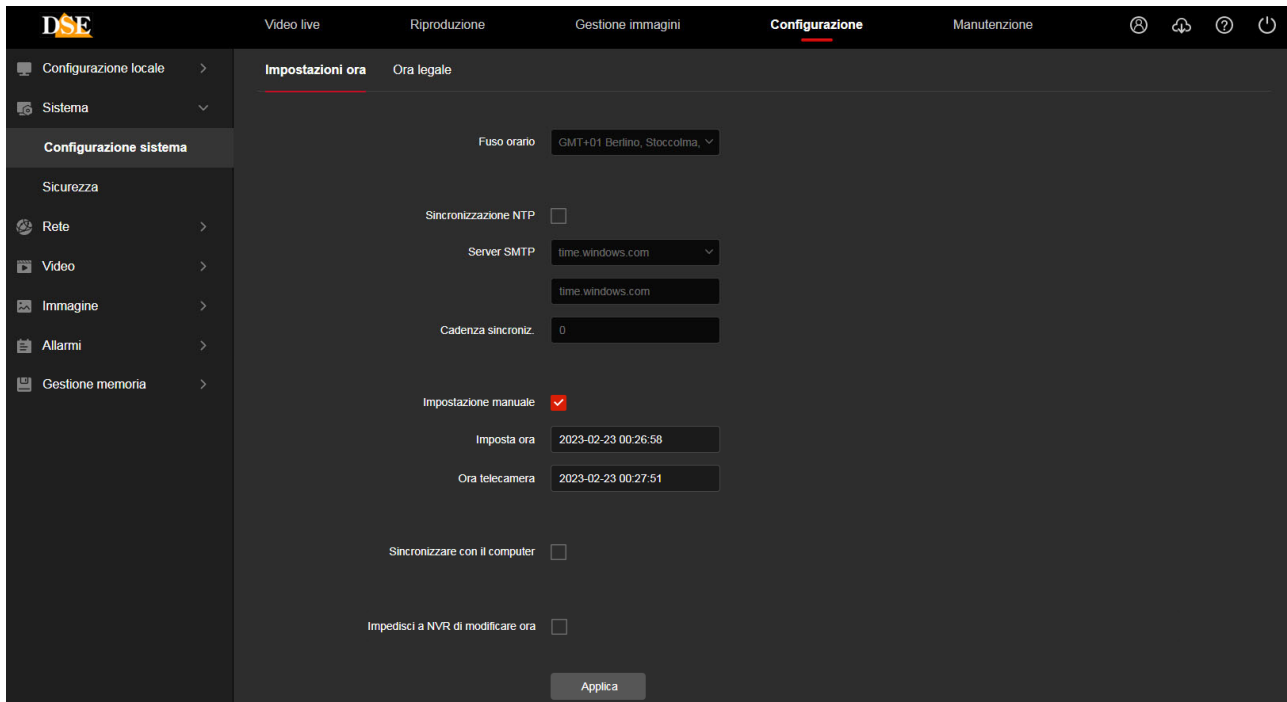 DSE Video live Riproduzione Gestione immagini Configurazione Manutenzione
Configurazione locale
Sistema
Configurazione sistema
Sicurezza
Rete
Video
Immagine
Allarmi
Gestione memoria
Impostazioni ora Ora legale
Fuso orario GMT+01 Berlino, Stoccolma,
Sincronizzazione NTP
Server SMTP time.windows.com
time.windows.com
Cadenza sincroniz. 0
Impostazione manuale
Imposta ora 2023-02-23 00:26:58
Ora telecamera 2023-02-23 00:27:51
Sincronizzare con il computer
Impedisci a NVR di modificare ora
Applica